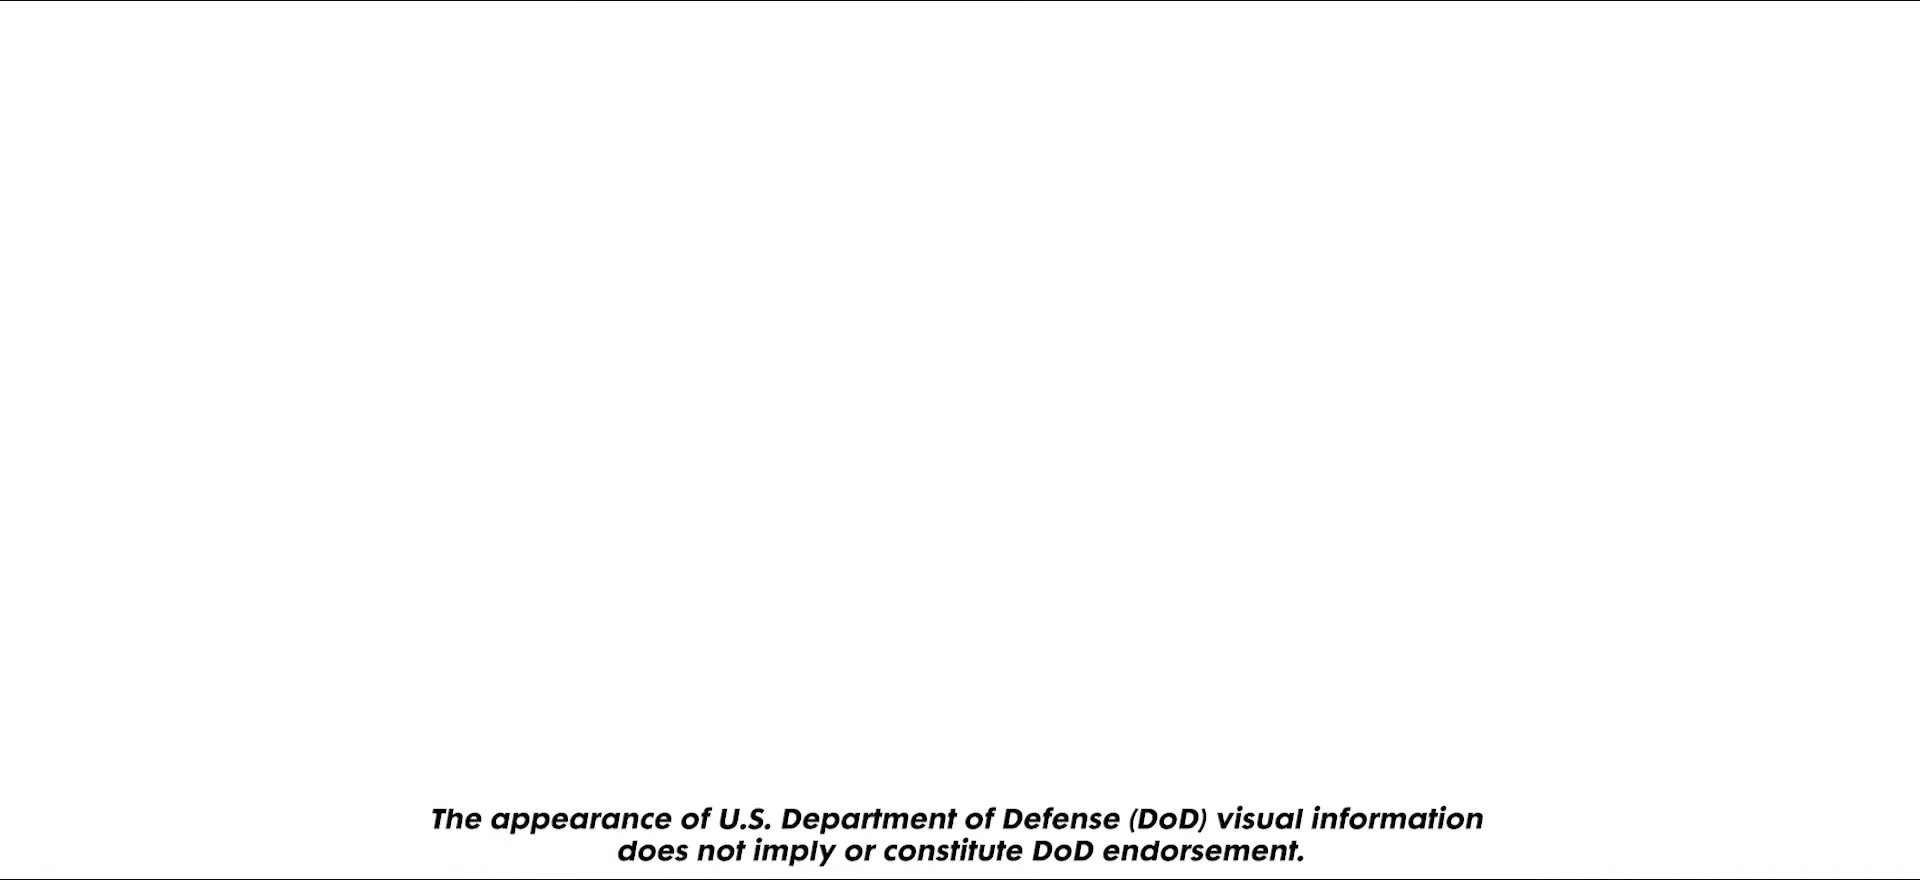 The appearance of U.S. Department of Defense (DoD) visual information
does not imply or constitute DoD endorsement.